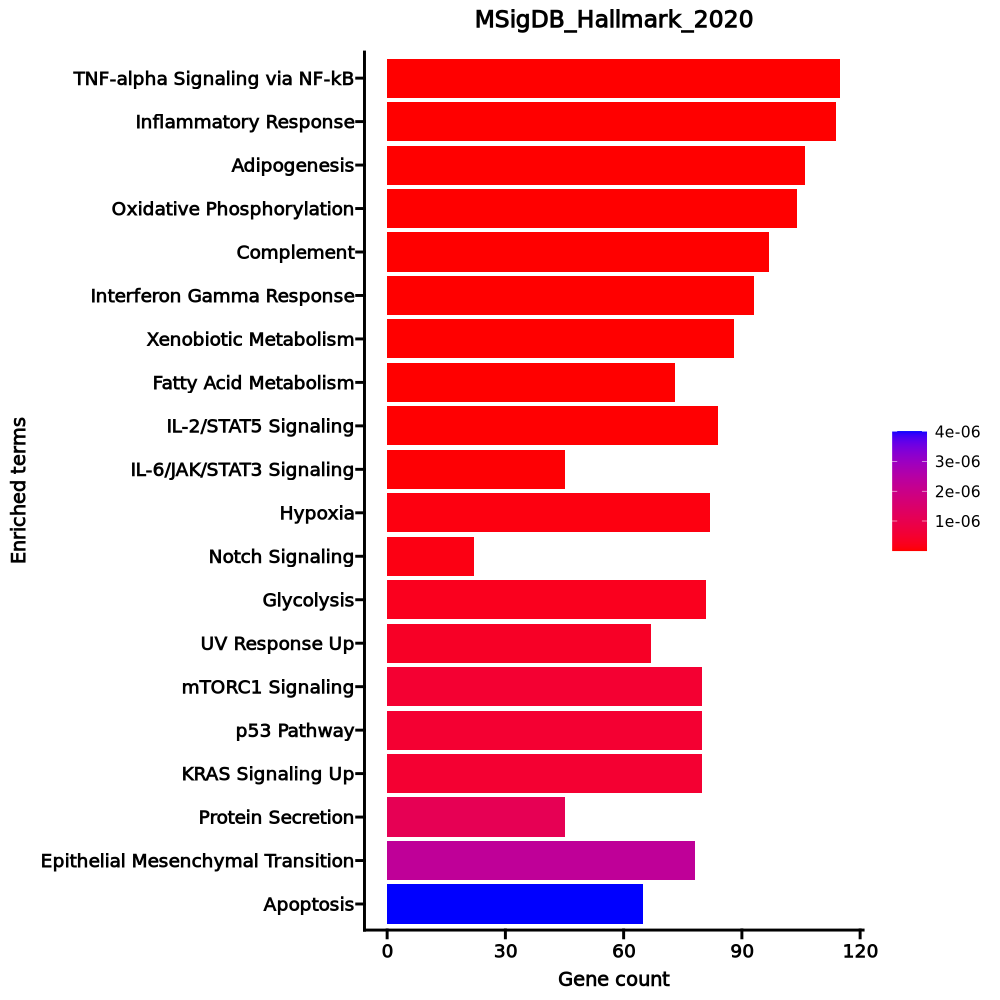 MSigDB_Hallmark_2020
TNF-alpha Signaling via NF-kB
Inflammatory Response
Adipogenesis
Oxidative Phosphorylation
Complement
Interferon Gamma Response
Xenobiotic Metabolism
Fatty Acid Metabolism
IL-2/STAT5 Signaling
IL-6/JAK/STAT3 Signaling
Hypoxia
Notch Signaling
Glycolysis
UV Response Up
mTORC1 Signaling
p53 Pathway
KRAS Signaling Up
Protein Secretion
Epithelial Mesenchymal Transition
Apoptosis
Enriched terms
0 30 60 90 120
Gene count
4e-06
3e-06
2e-06
1e-06